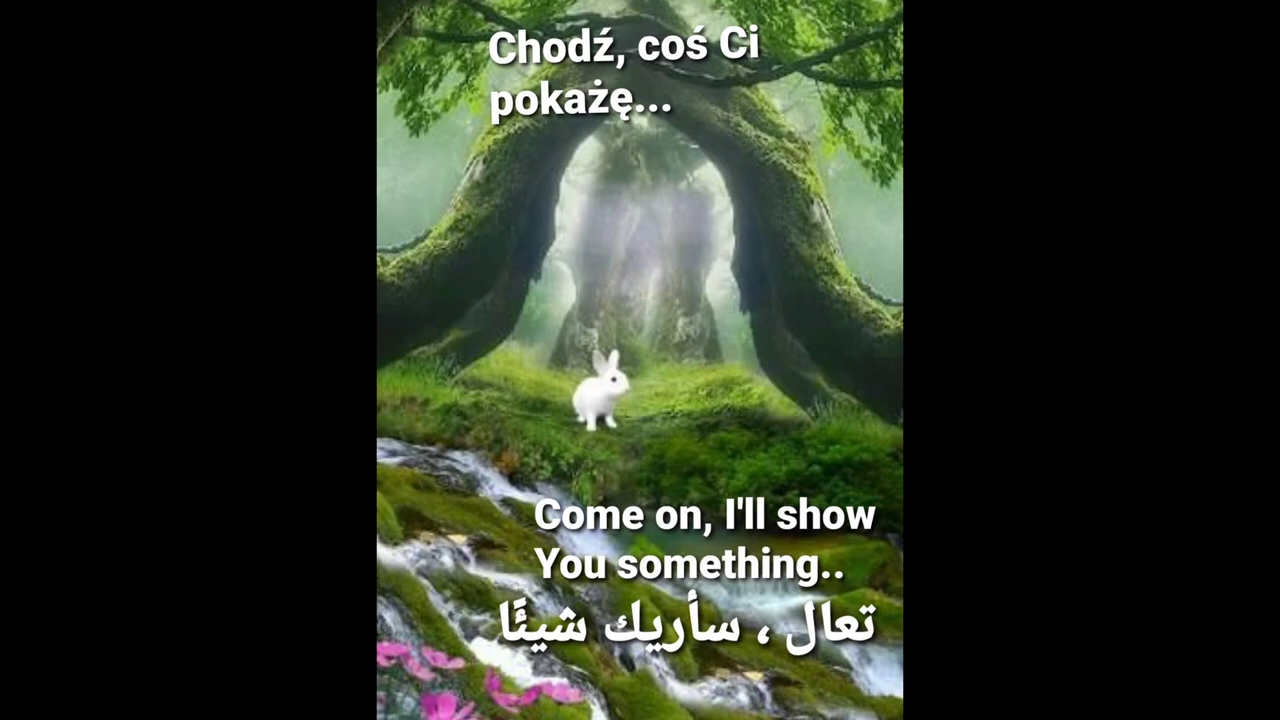 Chodź, coś Ci
pokażę...
Come on, I'll show
You something..
تعال ، سأريك شيئًا